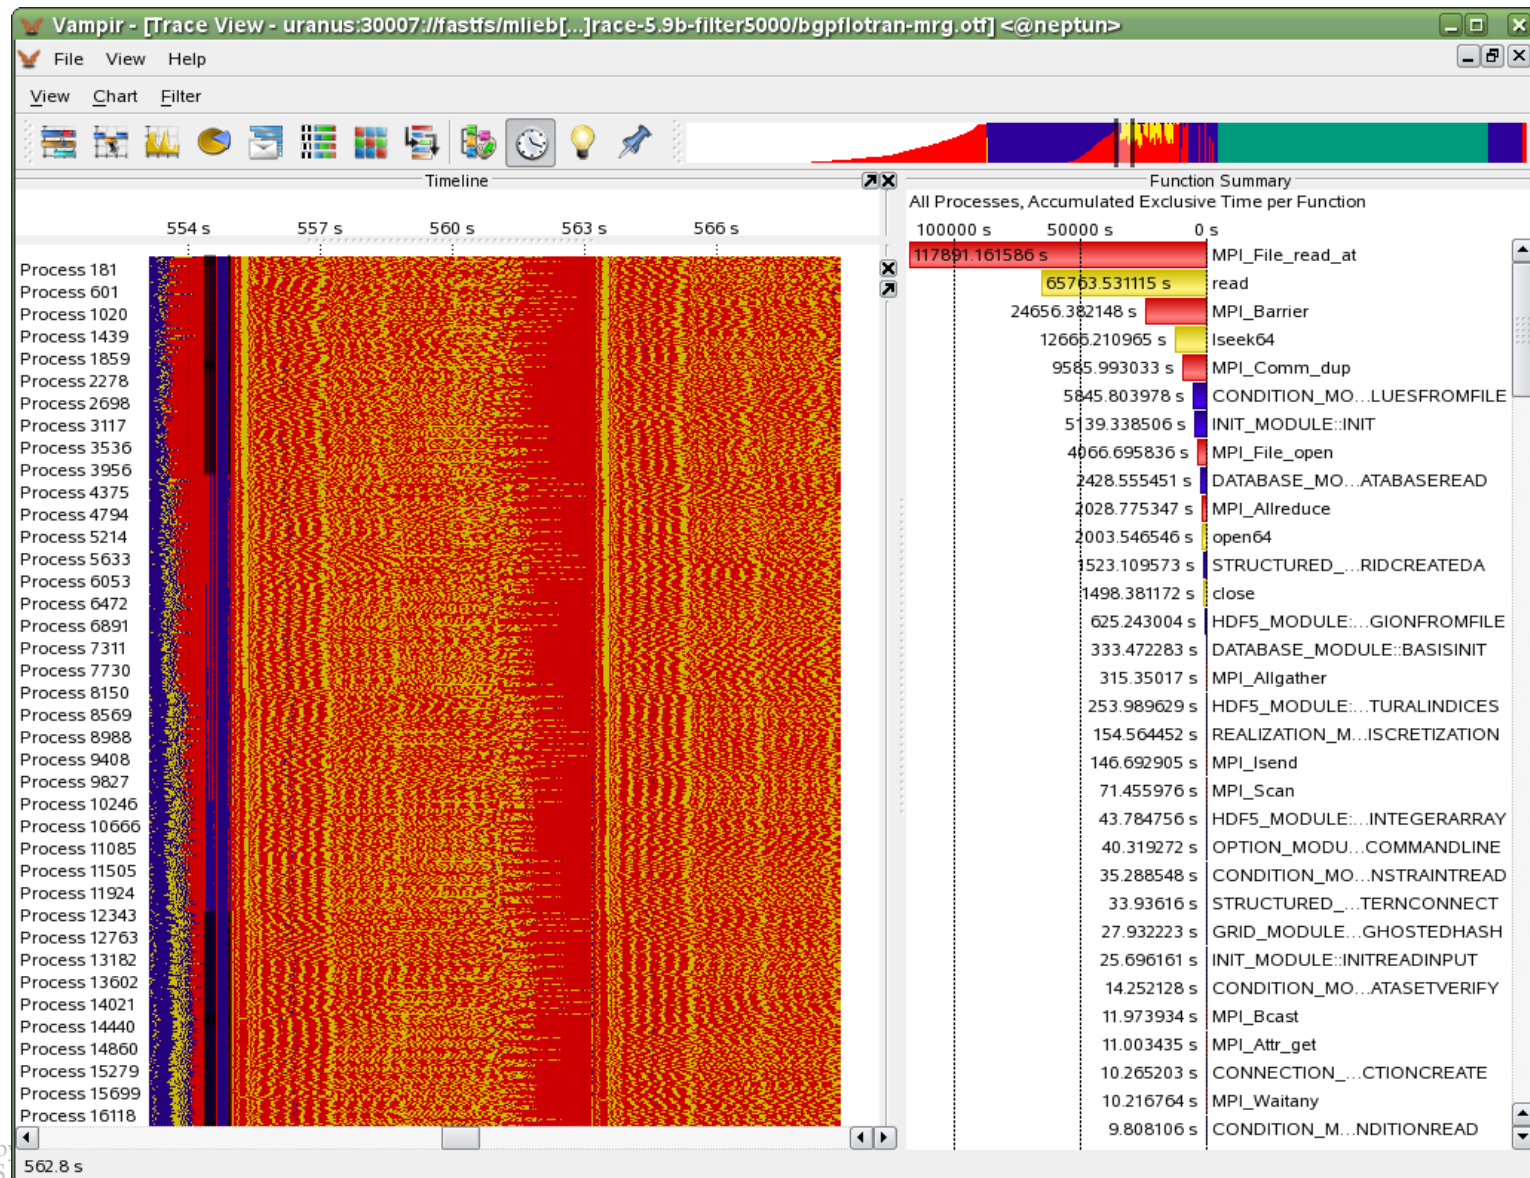 Vampir - [Trace View - uranus:30007://fastfs/mlieb[...]race-5.9b-filter5000/bgpflotran-mrg.otf] <@neptun>
File View Help
View Chart Filter
Timeline
554 s 557 s 560 s 563 s 566 s
Process 181
Process 601
Process 1020
Process 1439
Process 1859
Process 2278
Process 2698
Process 3117
Process 3536
Process 3956
Process 4375
Process 4794
Process 5214
Process 5633
Process 6053
Process 6472
Process 6891
Process 7311
Process 7730
Process 8150
Process 8569
Process 8988
Process 9408
Process 9827
Process 10246
Process 10666
Process 11085
Process 11505
Process 11924
Process 12343
Process 12763
Process 13182
Process 13602
Process 14021
Process 14440
Process 14860
Process 15279
Process 15699
Process 16118
Function Summary
All Processes, Accumulated Exclusive Time per Function
100000 s 50000 s 0 s
117891.161586 s MPI_File_read_at
65763.531115 s read
24656.382148 s MPI_Barrier
12666.210965 s lseek64
9585.993033 s MPI_Comm_dup
5845.803978 s CONDITION_MO...LUESFROMFILE
5139.338506 s INIT_MODULE::INIT
4066.695836 s MPI_File_open
2428.555451 s DATABASE_MO...ATABASEREAD
2028.775347 s MPI_Allreduce
2003.546546 s open64
1523.109573 s STRUCTURED_...RIDCREATEDA
1498.381172 s close
625.243004 s HDF5_MODULE:...GIONFROMFILE
333.472283 s DATABASE_MODULE::BASISINIT
315.35017 s MPI_Allgather
253.989629 s HDF5_MODULE:...TURALINDICES
154.564452 s REALIZATION_M...ISCRETIZATION
146.692905 s MPI_Isend
71.455976 s MPI_Scan
43.784756 s HDF5_MODULE:...INTEGERARRAY
40.319272 s OPTION_MODU...COMMANDLINE
35.288548 s CONDITION_MO...NSTRAINTREAD
33.93616 s STRUCTURED_...TERNCONNECT
27.932223 s GRID_MODULE...GHOSTEDHASH
25.696161 s INIT_MODULE::INITREADINPUT
14.252128 s CONDITION_MO...ATASETVERIFY
11.973934 s MPI_Bcast
11.003435 s MPI_Attr_get
10.265203 s CONNECTION_...CTIONCREATE
10.216764 s MPI_Waitany
9.808106 s CONDITION_M...NDITIONREAD
562.8 s